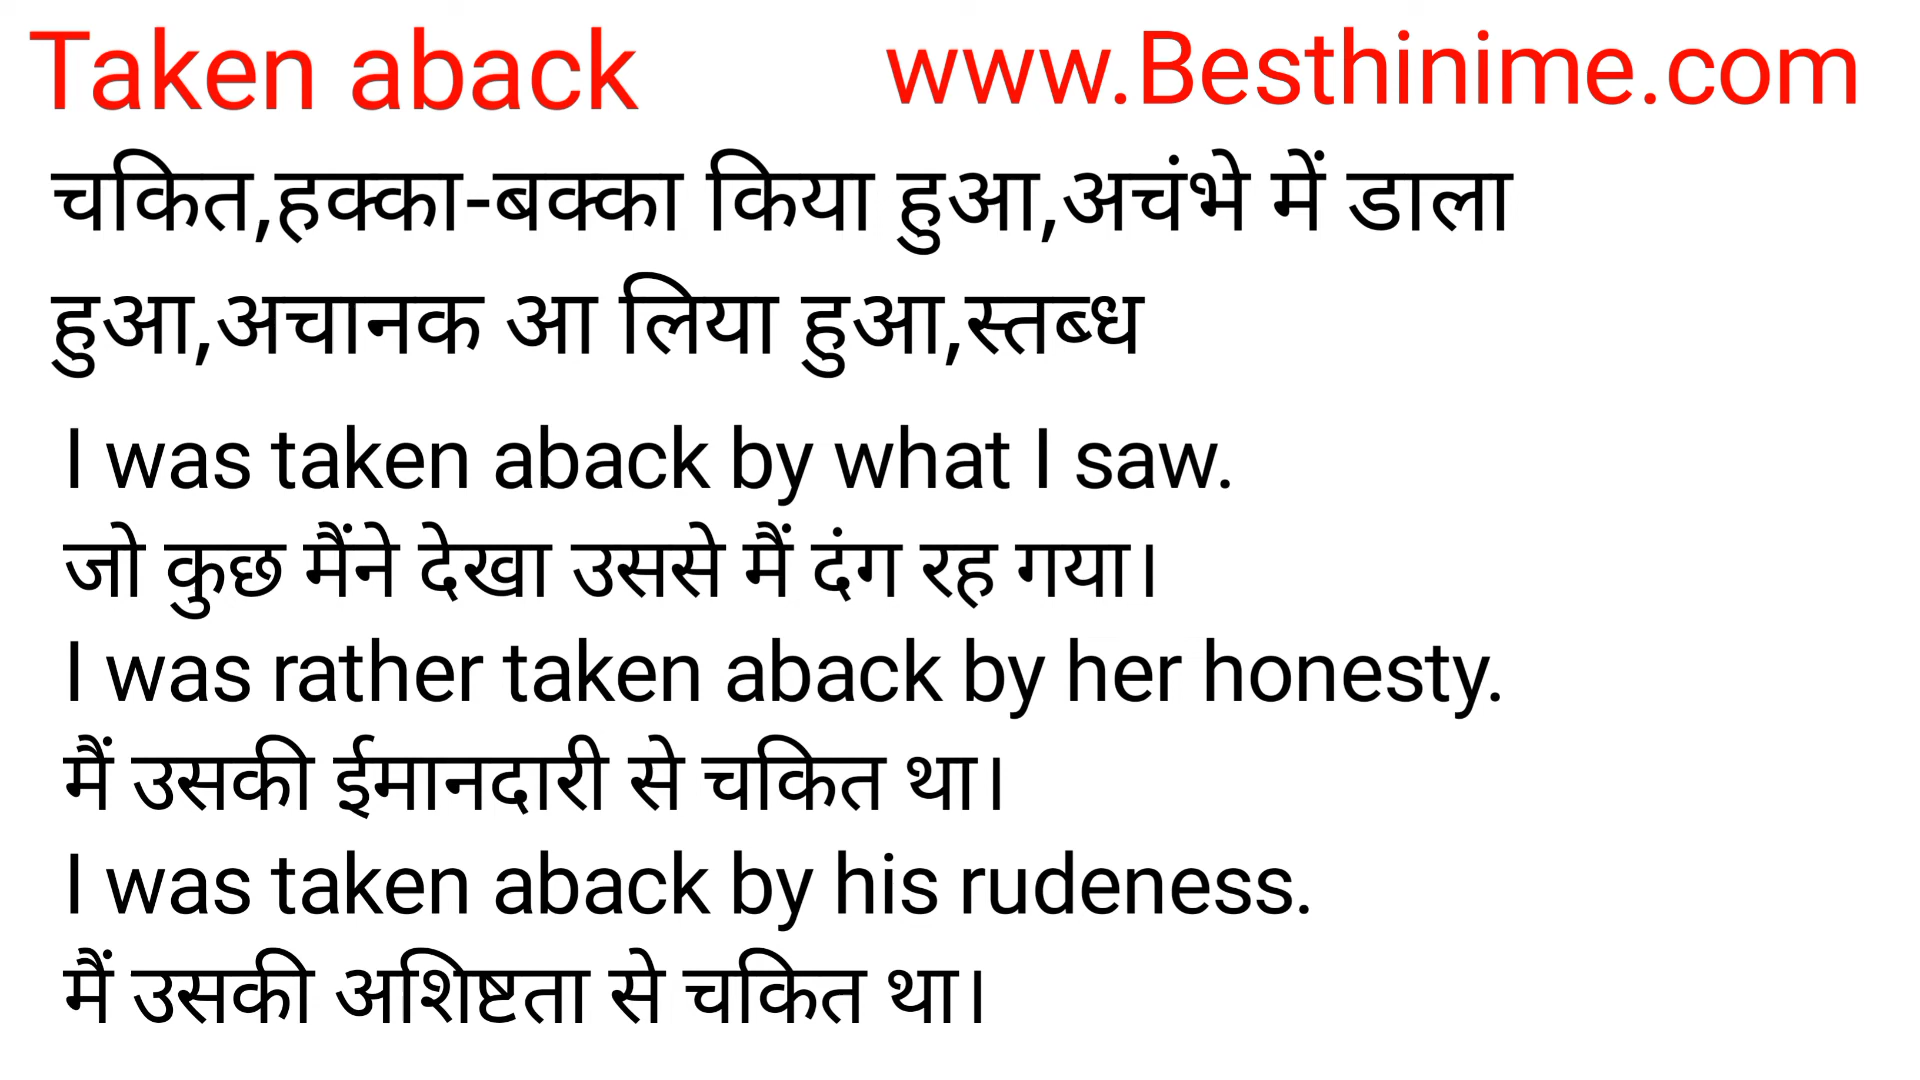 Taken aback www.Besthinime.com
चकित,हक्का-बक्का किया हुआ,अचंभे में डाला
हुआ,अचानक आ लिया हुआ,स्तब्ध
I was taken aback by what I saw.
जो कुछ मैंने देखा उससे मैं दंग रह गया।
I was rather taken aback by her honesty.
मैं उसकी ईमानदारी से चकित था।
I was taken aback by his rudeness.
मैं उसकी अशिष्टता से चकित था।